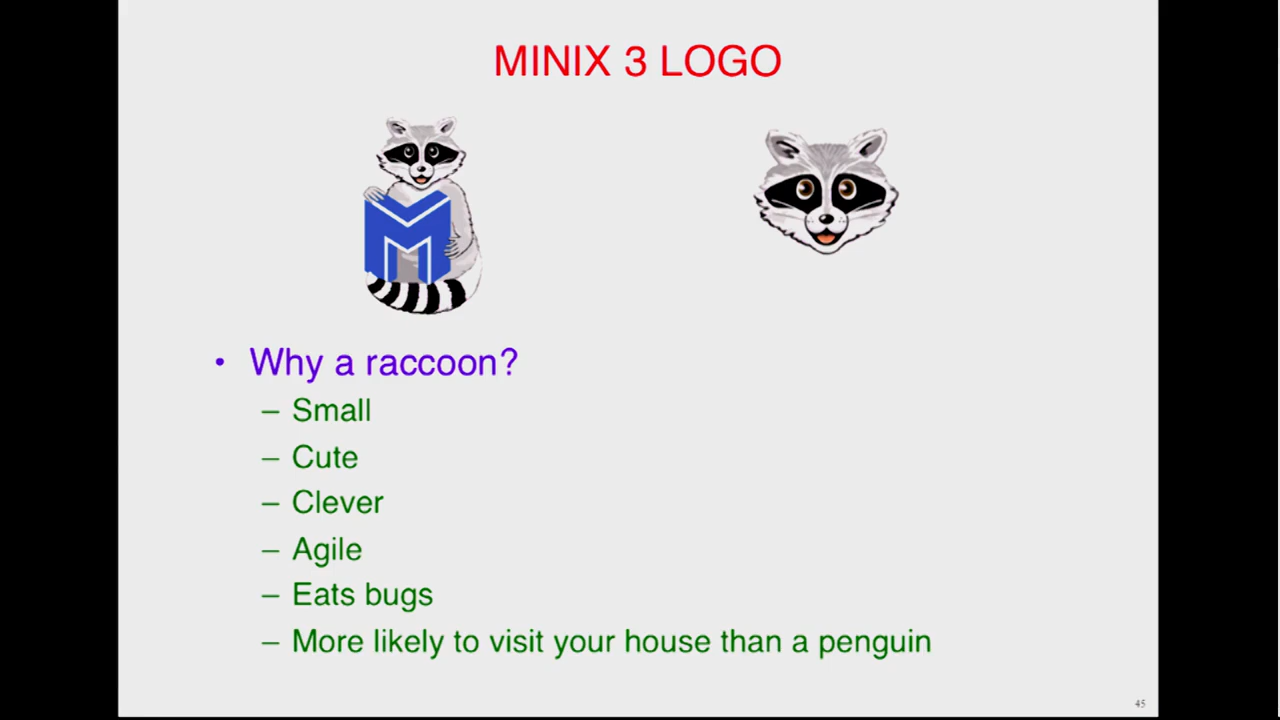 MINIX 3 LOGO
M
• Why a raccoon?
– Small
– Cute
– Clever
– Agile
– Eats bugs
– More likely to visit your house than a penguin
45